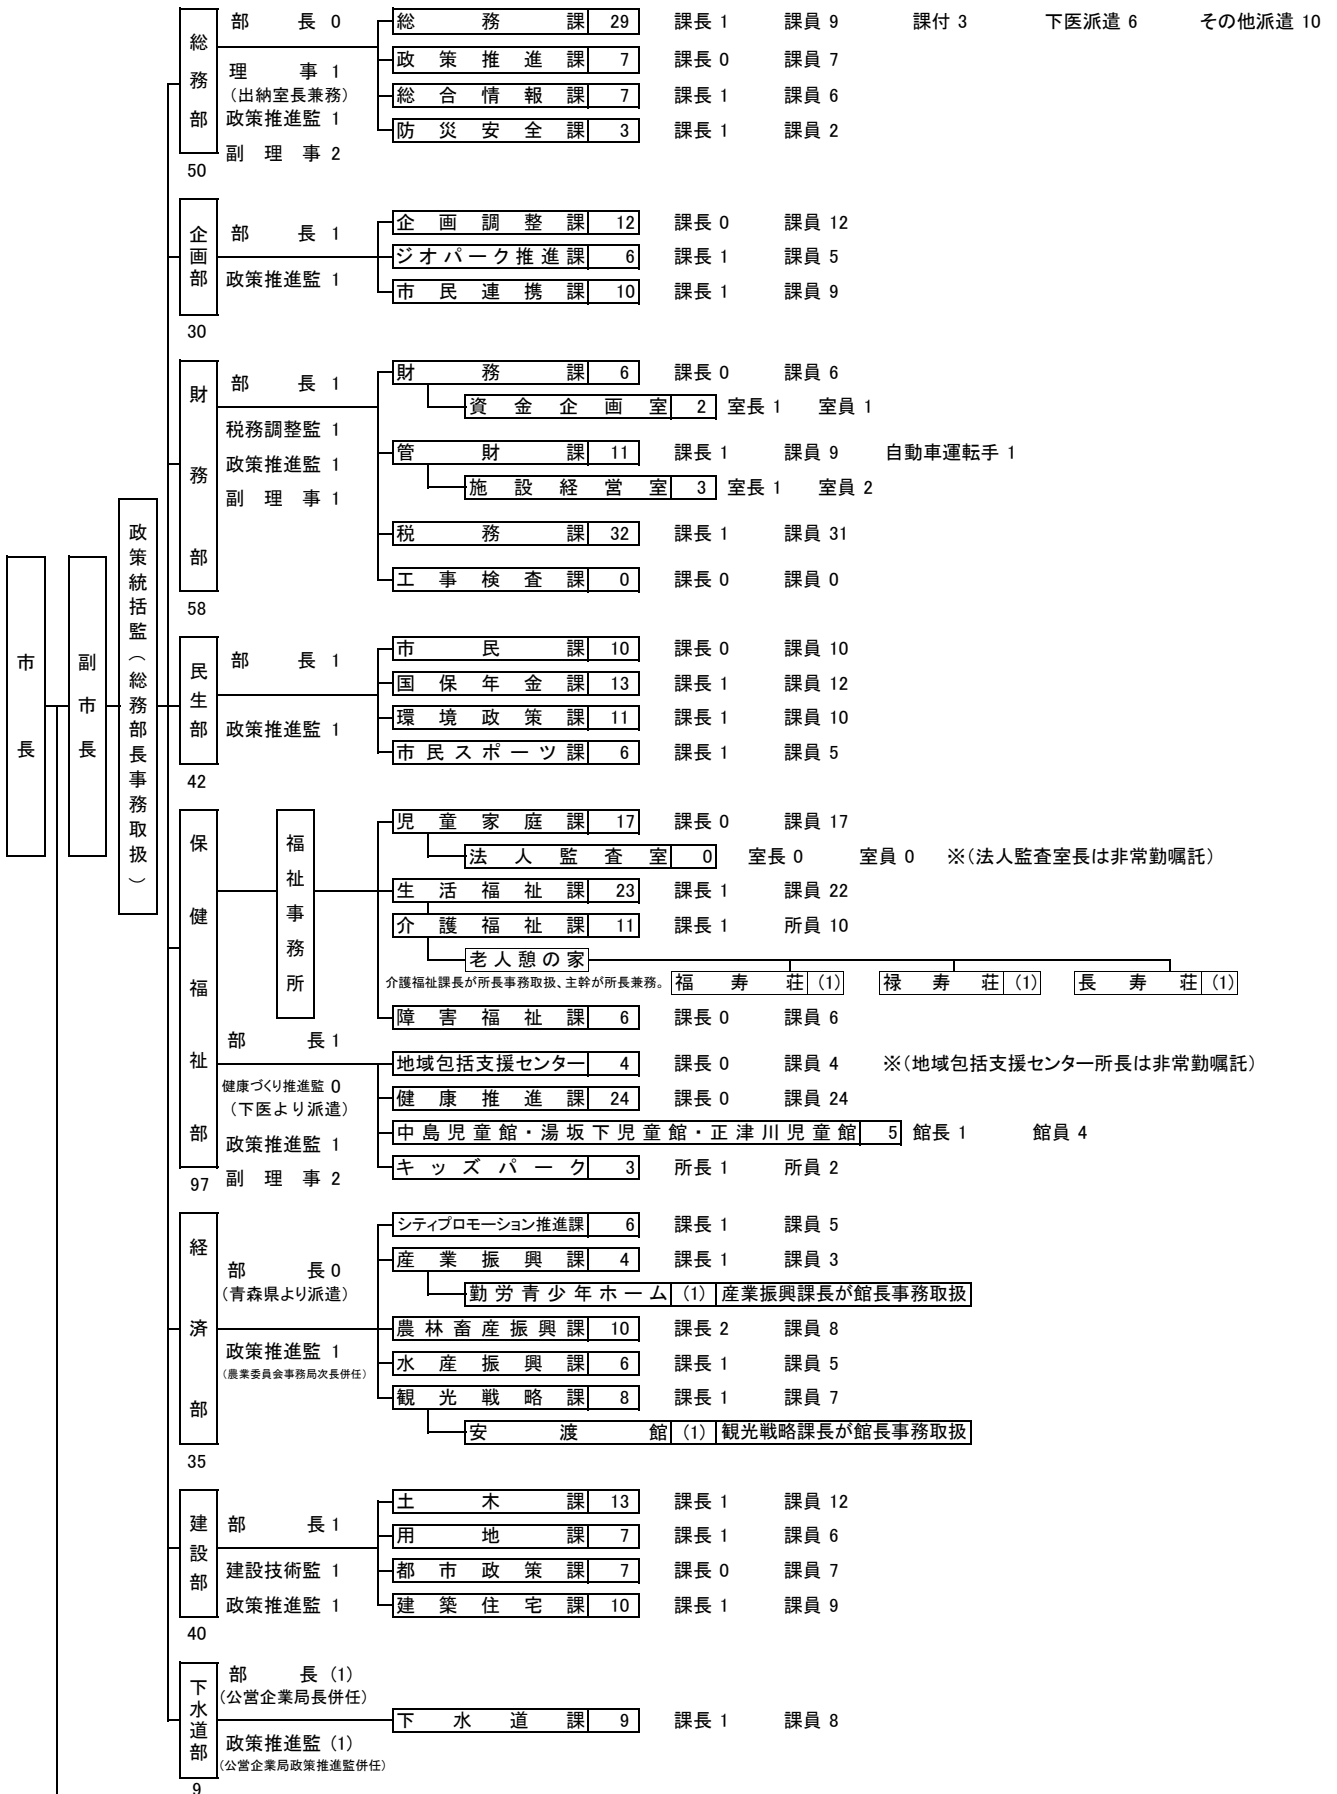 市長
副市長
政策統括監（総務部長事務取扱）
総務部
50
部長 0
理事 1
（出納室長兼務）
政策推進監 1
副理事 2
総務課 29 課長 1 課員 9 課付 3 下医派遣 6 その他派遣 10
政策推進課 7 課長 0 課員 7
総合情報課 7 課長 1 課員 6
防災安全課 3 課長 1 課員 2
企画部
30
部長 1
政策推進監 1
企画調整課 12 課長 0 課員 12
ジオパーク推進課 6 課長 1 課員 5
市民連携課 10 課長 1 課員 9
財務部
58
部長 1
税務調整監 1
政策推進監 1
副理事 1
財務課 6 課長 0 課員 6
資金企画室 2 室長 1 室員 1
管財課 11 課長 1 課員 9 自動車運転手 1
施設経営室 3 室長 1 室員 2
税務課 32 課長 1 課員 31
工事検査課 0 課長 0 課員 0
民生部
42
部長 1
政策推進監 1
市民課 10 課長 0 課員 10
国保年金課 13 課長 1 課員 12
環境政策課 11 課長 1 課員 10
市民スポーツ課 6 課長 1 課員 5
保健福祉部
97
福祉事務所
児童家庭課 17 課長 0 課員 17
法人監査室 0 室長 0 室員 0 ※（法人監査室長は非常勤嘱託）
生活福祉課 23 課長 1 課員 22
介護福祉課 11 課長 1 所員 10
老人憩の家
介護福祉課長が所長事務取扱、主幹が所長兼務。 福寿荘 (1) 禄寿荘 (1) 長寿荘 (1)
障害福祉課 6 課長 0 課員 6
部長 1
健康づくり推進監 0
（下医より派遣）
政策推進監 1
副理事 2
地域包括支援センター 4 課長 0 課員 4 ※（地域包括支援センター所長は非常勤嘱託）
健康推進課 24 課長 0 課員 24
中島児童館・湯坂下児童館・正津川児童館 5 館長 1 館員 4
キッズパーク 3 所長 1 所員 2
経済部
35
部長 0
（青森県より派遣）
政策推進監 1
（農業委員会事務局次長併任）
シティプロモーション推進課 6 課長 1 課員 5
産業振興課 4 課長 1 課員 3
勤労青少年ホーム (1) 産業振興課長が館長事務取扱
農林畜産振興課 10 課長 2 課員 8
水産振興課 6 課長 1 課員 5
観光戦略課 8 課長 1 課員 7
安渡館 (1) 観光戦略課長が館長事務取扱
建設部
40
部長 1
建設技術監 1
政策推進監 1
土木課 13 課長 1 課員 12
用地課 7 課長 1 課員 6
都市政策課 7 課長 0 課員 7
建築住宅課 10 課長 1 課員 9
下水道部
9
部長 (1)
（公営企業局長併任）
政策推進監 (1)
（公営企業局政策推進監併任）
下水道課 9 課長 1 課員 8